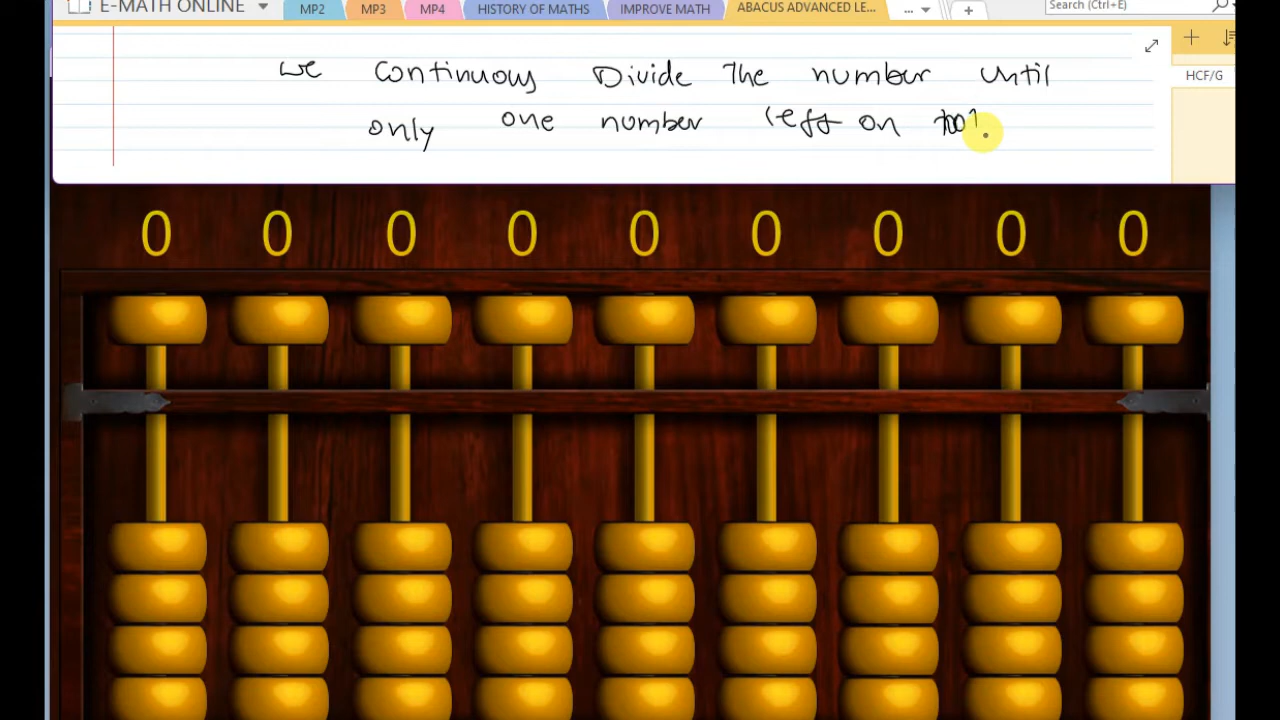 E-MATH ONLINE MP2 MP3 MP4 HISTORY OF MATHS IMPROVE MATH ABACUS ADVANCED LE... ... + Search (Ctrl+E)
we Continuous Divide The number until
only one number left on
HCF/G
0 0 0 0 0 0 0 0 0